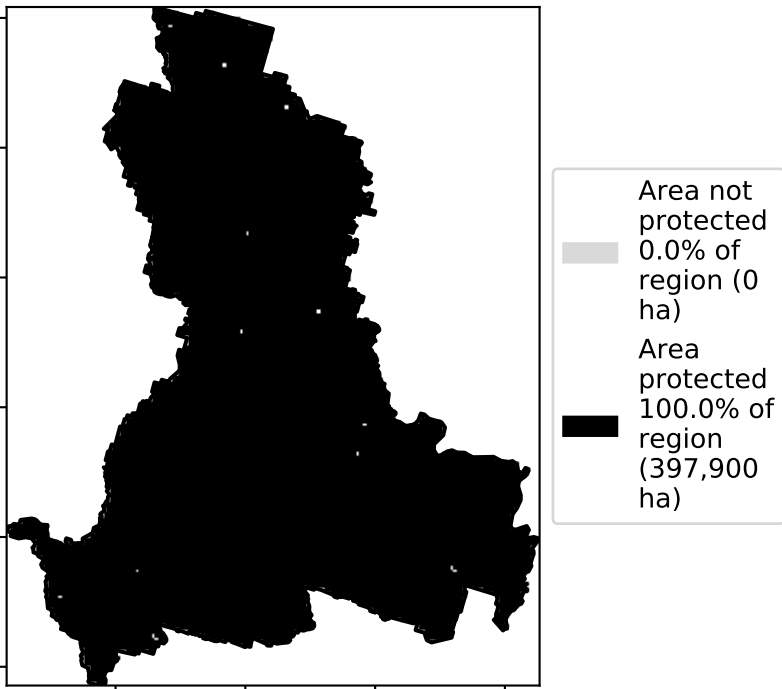 Area not
protected
0.0% of
region (0
ha)
Area
protected
100.0% of
region
(397,900
ha)